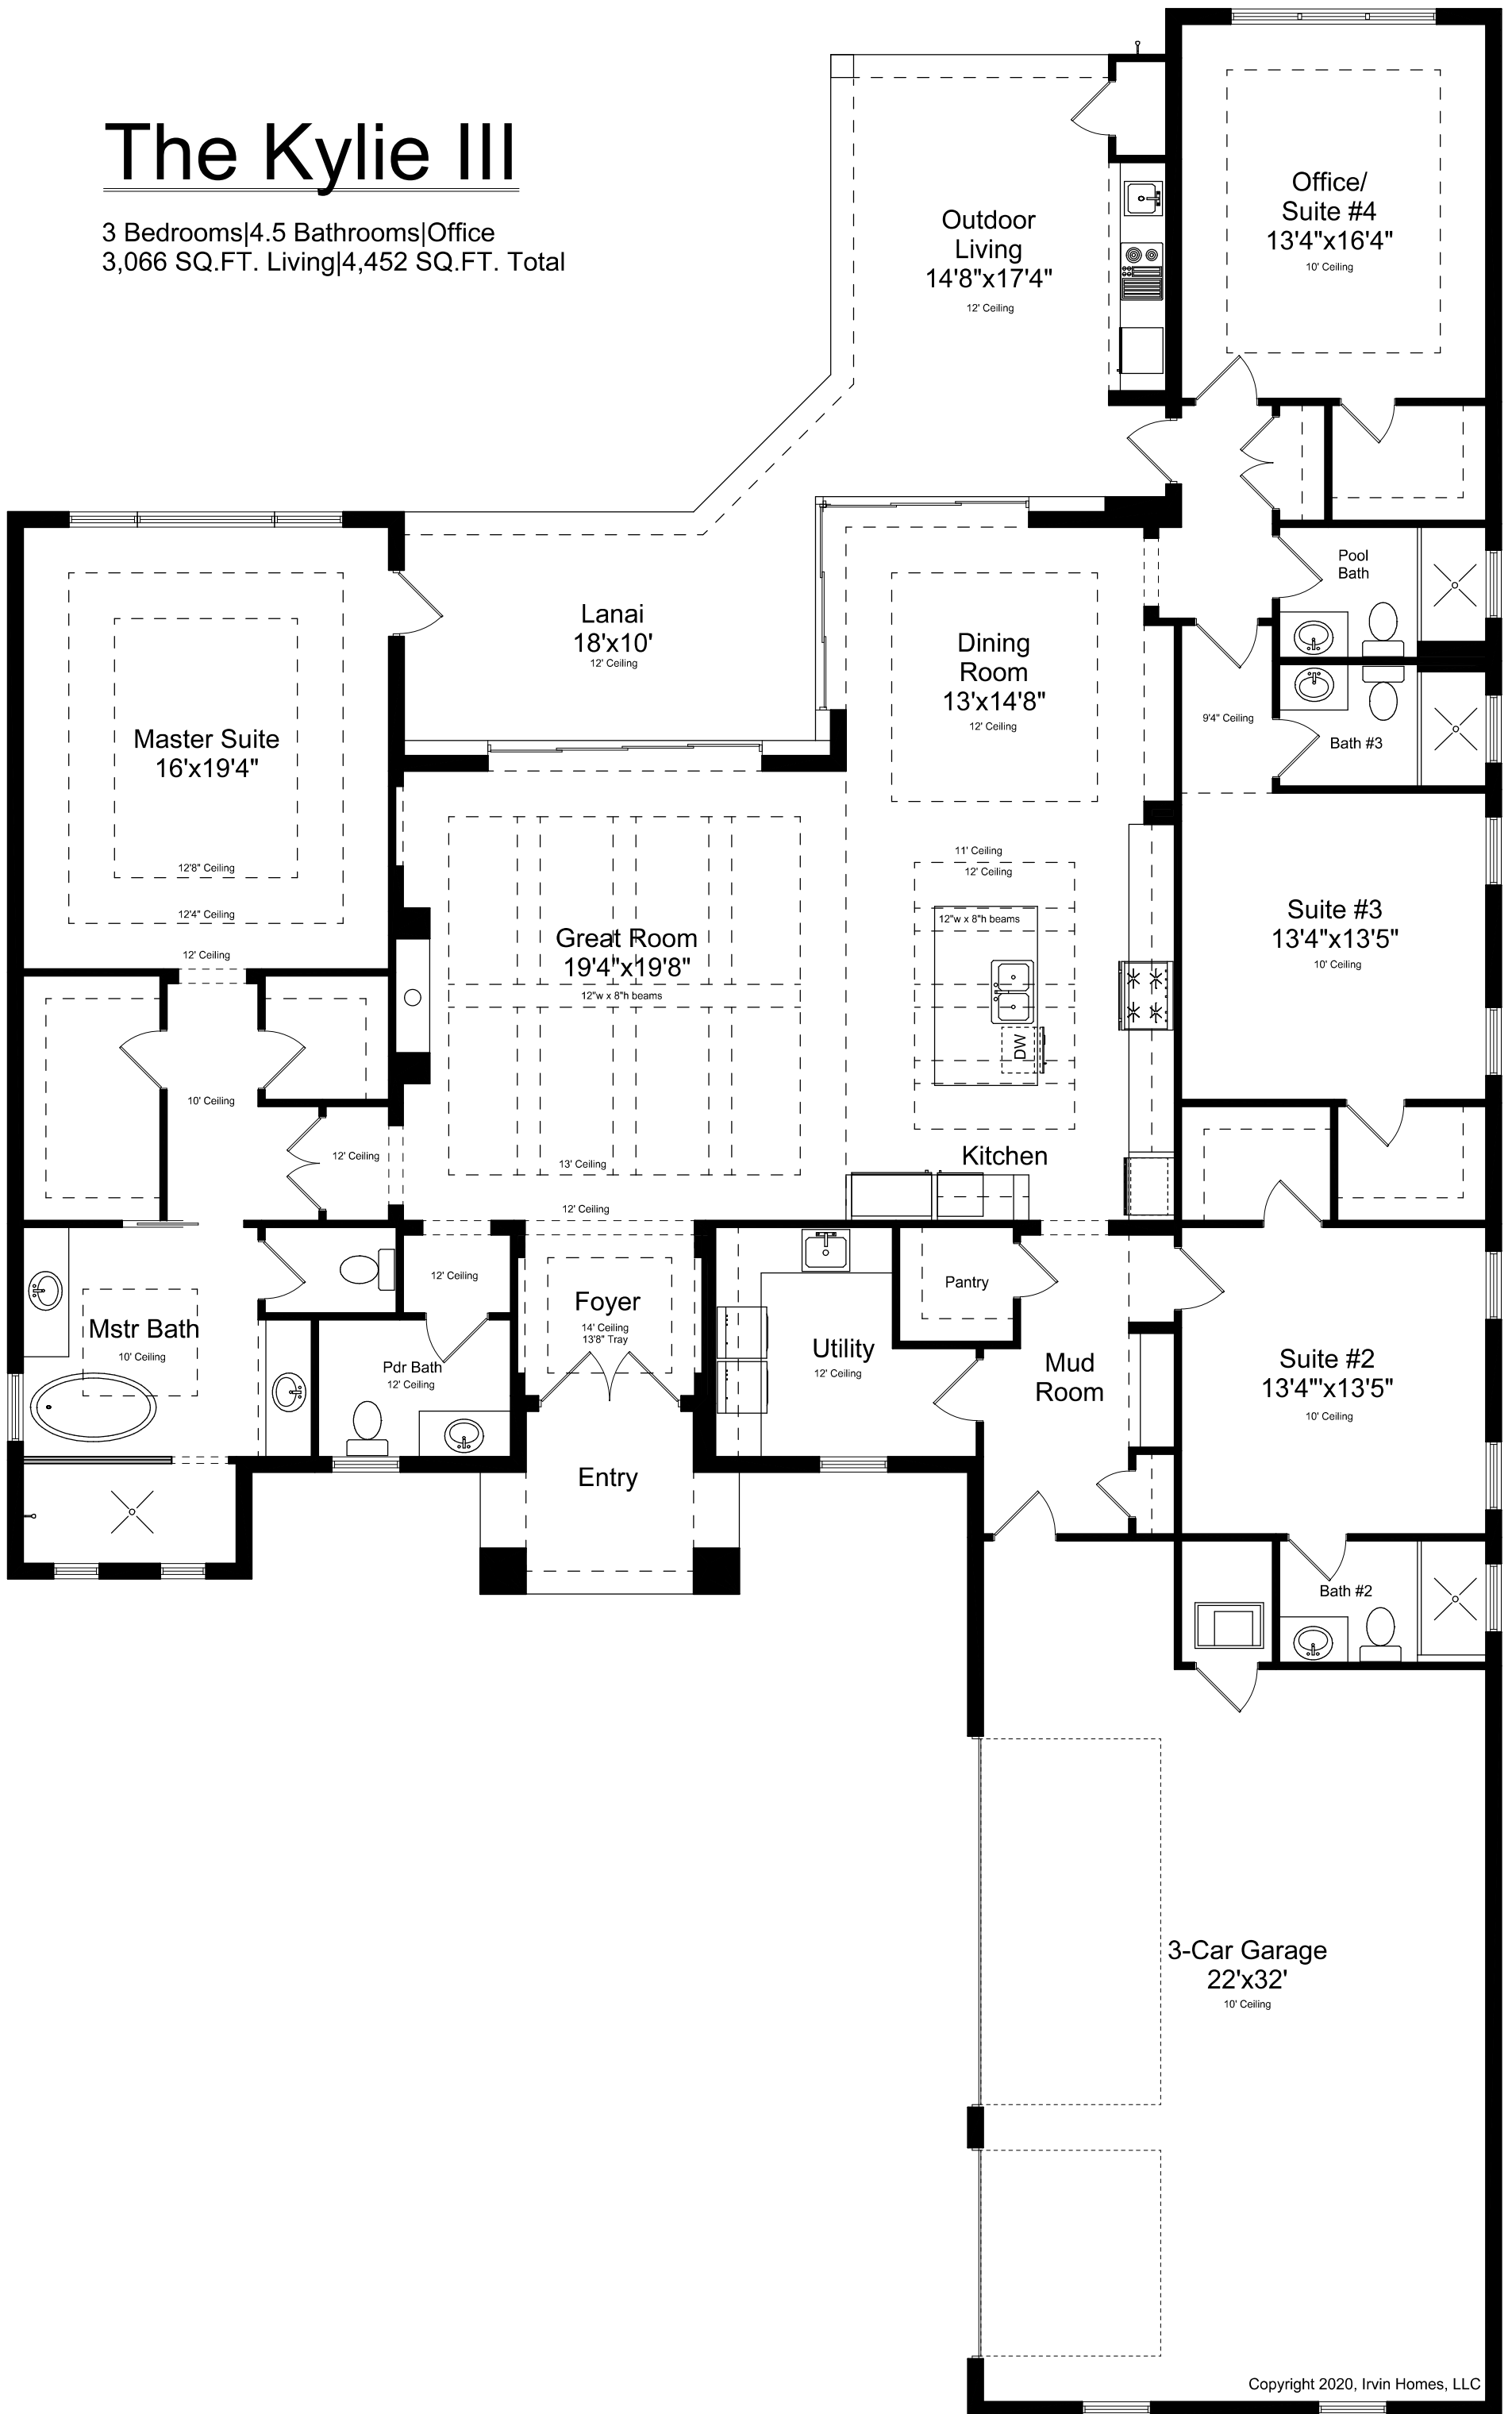 The Kylie III
3 Bedrooms|4.5 Bathrooms|Office
3,066 SQ.FT. Living|4,452 SQ.FT. Total
Office/
Suite #4
13'4"x16'4"
10' Ceiling
Outdoor
Living
14'8"x17'4"
12' Ceiling
Pool
Bath
Lanai
18'x10'
12' Ceiling
Dining
Room
13'x14'8"
12' Ceiling
9'4" Ceiling
Bath #3
Master Suite
16'x19'4"
12'8" Ceiling
12'4" Ceiling
12' Ceiling
11' Ceiling
12' Ceiling
12"w x 8"h beams
DW
Kitchen
Great Room
19'4"x19'8"
12"w x 8"h beams
13' Ceiling
12' Ceiling
Suite #3
13'4"x13'5"
10' Ceiling
10' Ceiling
12' Ceiling
12' Ceiling
Mstr Bath
10' Ceiling
Pdr Bath
12' Ceiling
Foyer
14' Ceiling
13'8" Tray
Entry
Utility
12' Ceiling
Pantry
Mud
Room
Suite #2
13'4"'x13'5"
10' Ceiling
Bath #2
3-Car Garage
22'x32'
10' Ceiling
Copyright 2020, Irvin Homes, LLC